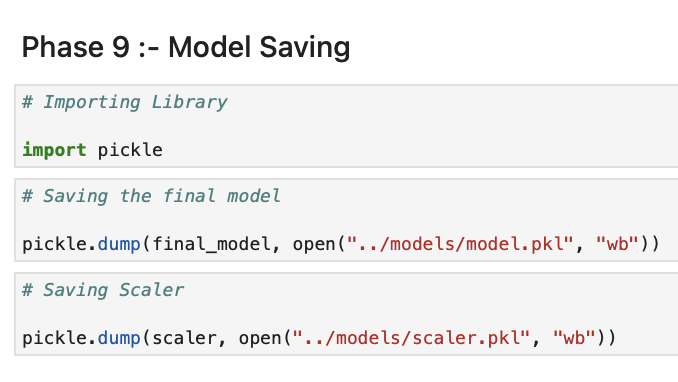 Phase 9 :- Model Saving
# Importing Library
import pickle
# Saving the final model
pickle.dump(final_model, open("../models/model.pkl", "wb"))
# Saving Scaler
pickle.dump(scaler, open("../models/scaler.pkl", "wb"))